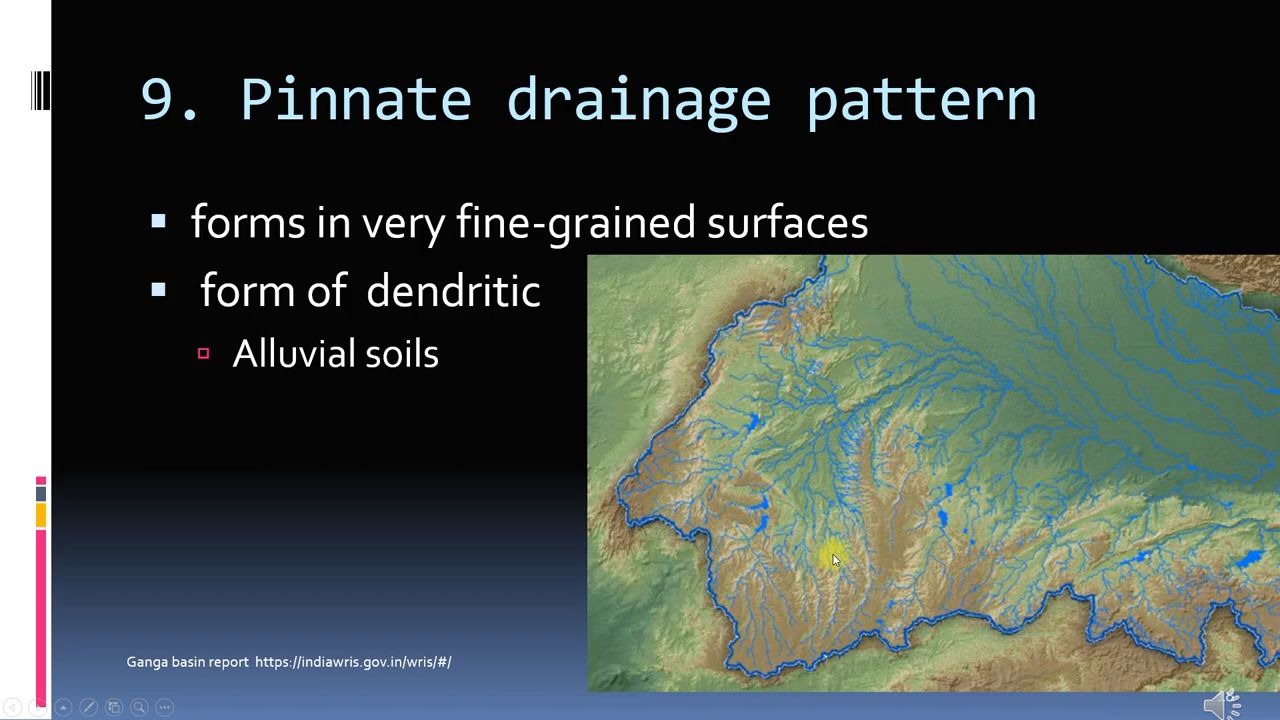 9. Pinnate drainage pattern
forms in very fine-grained surfaces
form of dendritic
Alluvial soils
Ganga basin report https://indiawris.gov.in/wris/#/